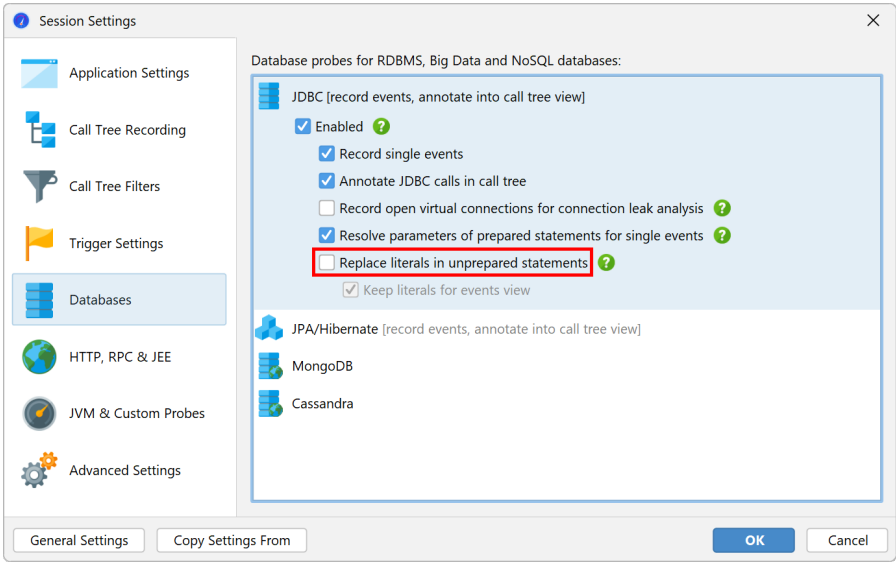 Session Settings
Application Settings
Call Tree Recording
Call Tree Filters
Trigger Settings
Databases
HTTP, RPC & JEE
JVM & Custom Probes
Advanced Settings
Database probes for RDBMS, Big Data and NoSQL databases:
JDBC [record events, annotate into call tree view]
Enabled ?
Record single events
Annotate JDBC calls in call tree
Record open virtual connections for connection leak analysis ?
Resolve parameters of prepared statements for single events ?
Replace literals in unprepared statements ?
Keep literals for events view
JPA/Hibernate [record events, annotate into call tree view]
MongoDB
Cassandra
General Settings
Copy Settings From
OK
Cancel